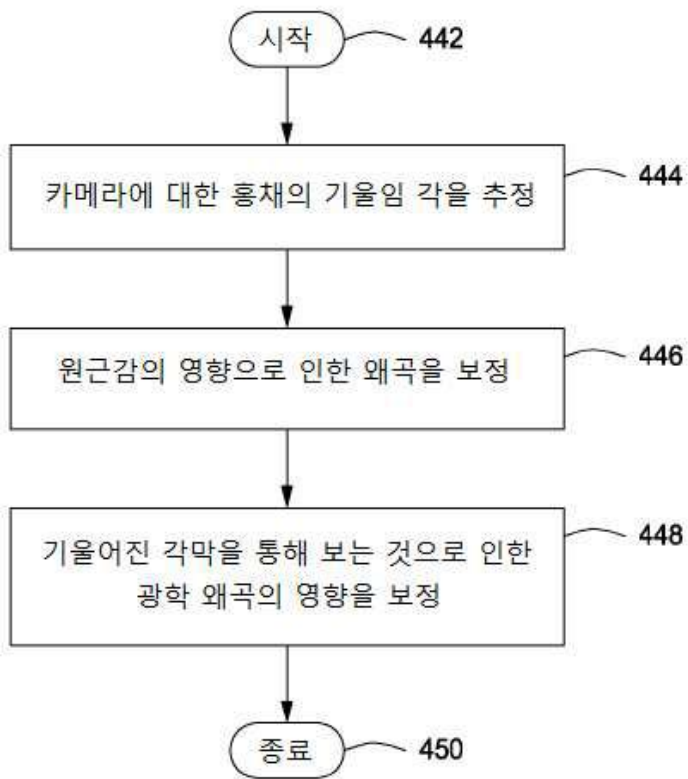 시작 442
카메라에 대한 홍채의 기울임 각을 추정 444
원근감의 영향으로 인한 왜곡을 보정 446
기울어진 각막을 통해 보는 것으로 인한 448
광학 왜곡의 영향을 보정
종료 450